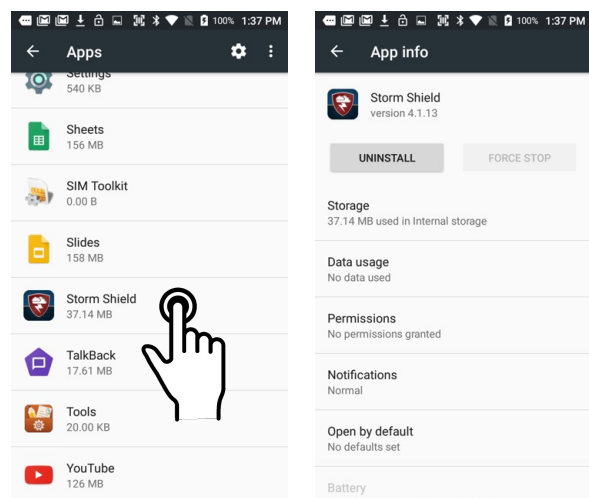 100% 1:37 PM
Apps
Settings
540 KB
Sheets
156 MB
SIM Toolkit
0.00 B
Slides
158 MB
Storm Shield
37.14 MB
TalkBack
17.61 MB
Tools
20.00 KB
YouTube
126 MB
100% 1:37 PM
App info
Storm Shield
version 4.1.13
UNINSTALL
FORCE STOP
Storage
37.14 MB used in Internal storage
Data usage
No data used
Permissions
No permissions granted
Notifications
Normal
Open by default
No defaults set
Battery